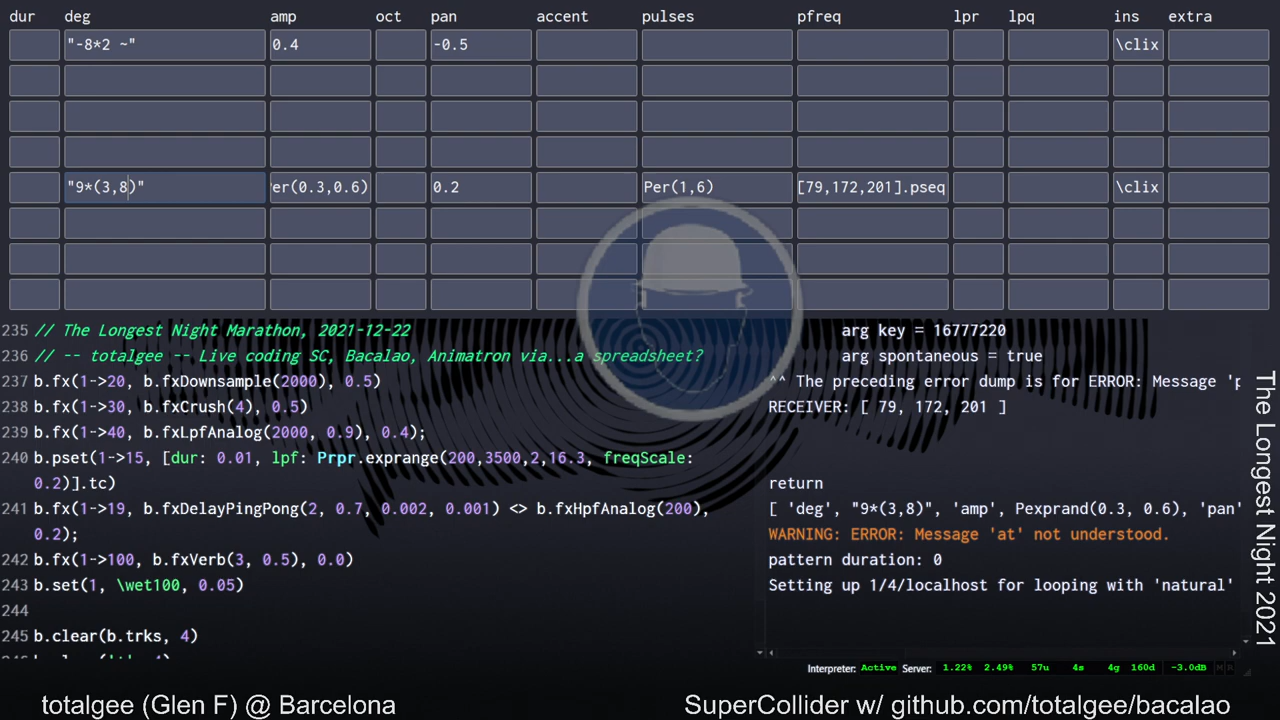 dur deg amp oct pan accent pulses pfreq lpr lpq ins extra
"-8*2 ~" 0.4 -0.5 \clix
"9*(3,8)" er(0.3,0.6) 0.2 Per(1,6) [79,172,201].pseq \clix
235 // The Longest Night Marathon, 2021-12-22
236 // -- totalgee -- Live coding SC, Bacalao, Animatron via...a spreadsheet?
237 b.fx(1->20, b.fxDownsample(2000), 0.5)
238 b.fx(1->30, b.fxCrush(4), 0.5)
239 b.fx(1->40, b.fxLpfAnalog(2000, 0.9), 0.4);
240 b.pset(1->15, [dur: 0.01, lpf: Prpr.exprange(200,3500,2,16.3, freqScale:
0.2)].tc)
241 b.fx(1->19, b.fxDelayPingPong(2, 0.7, 0.002, 0.001) <> b.fxHpfAnalog(200),
0.2);
242 b.fx(1->100, b.fxVerb(3, 0.5), 0.0)
243 b.set(1, \wet100, 0.05)
244
245 b.clear(b.trks, 4)
arg key = 16777220
arg spontaneous = true
^^ The preceding error dump is for ERROR: Message 'p
RECEIVER: [ 79, 172, 201 ]
return
[ 'deg', "9*(3,8)", 'amp', Pexprand(0.3, 0.6), 'pan'
WARNING: ERROR: Message 'at' not understood.
pattern duration: 0
Setting up 1/4/localhost for looping with 'natural'
Interpreter: Active Server: 1.22% 2.49% 57u 4s 4g 160d -3.0dB M R
The Longest Night 2021
totalgee (Glen F) @ Barcelona
SuperCollider w/ github.com/totalgee/bacalao